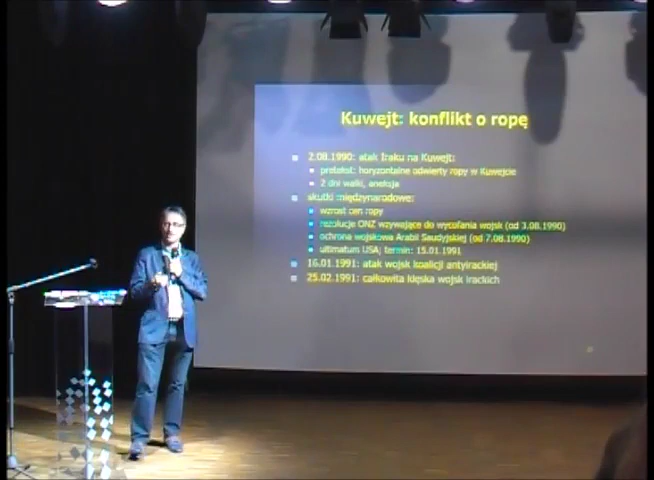 Kuwejt: konflikt o ropę
2.08.1990: atak Iraku na Kuwejt:
pretekst: horyzontalne odwierty ropy w Kuwejcie
2 dni walki, aneksja
skutki międzynarodowe:
wzrost cen ropy
rezolucje ONZ wzywające do wycofania wojsk (od 3.08.1990)
ochrona wojskowa Arabii Saudyjskiej (od 7.08.1990)
ultimatum USA, termin: 15.01.1991
16.01.1991: atak wojsk koalicji antyirackiej
25.02.1991: całkowita klęska wojsk irackich